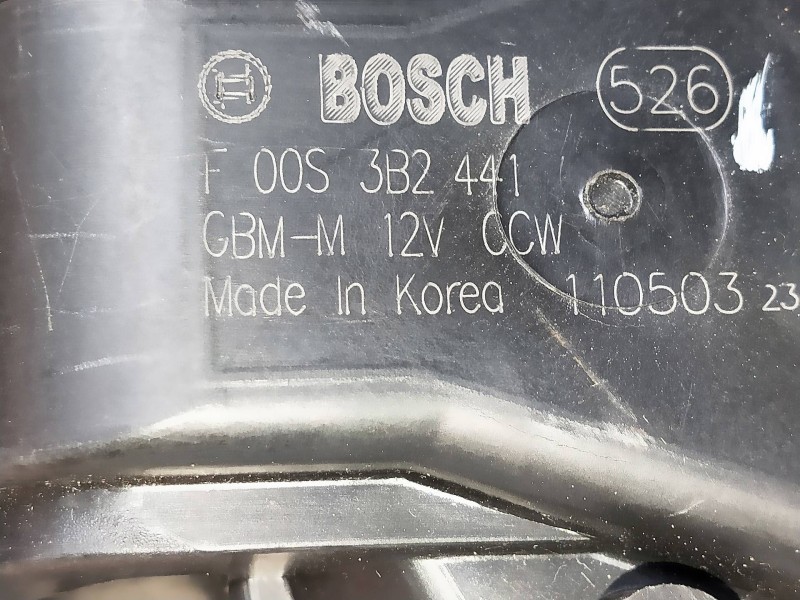 BOSCH 526
F 00S 3B2 441
GBM-M 12V CCW
Made In Korea 110503 23